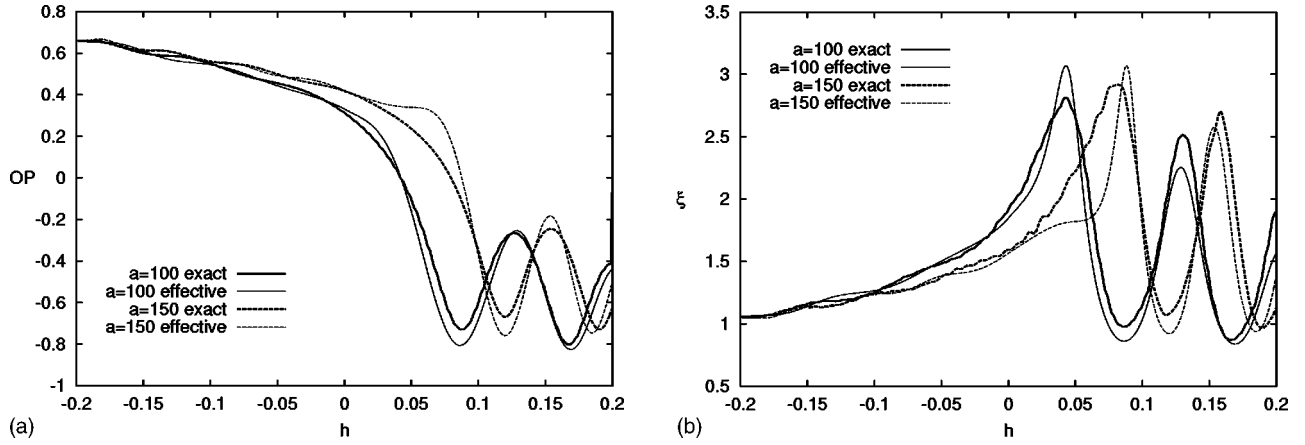 0.8
0.6
0.4
0.2
0
-0.2
-0.4
-0.6
-0.8
-1
OP
a=100 exact
a=100 effective
a=150 exact
a=150 effective
-0.2 -0.15 -0.1 -0.05 0 0.05 0.1 0.15 0.2
h
(a)
3.5
3
2.5
2
1.5
1
0.5
ξ
a=100 exact
a=100 effective
a=150 exact
a=150 effective
-0.2 -0.15 -0.1 -0.05 0 0.05 0.1 0.15 0.2
h
(b)